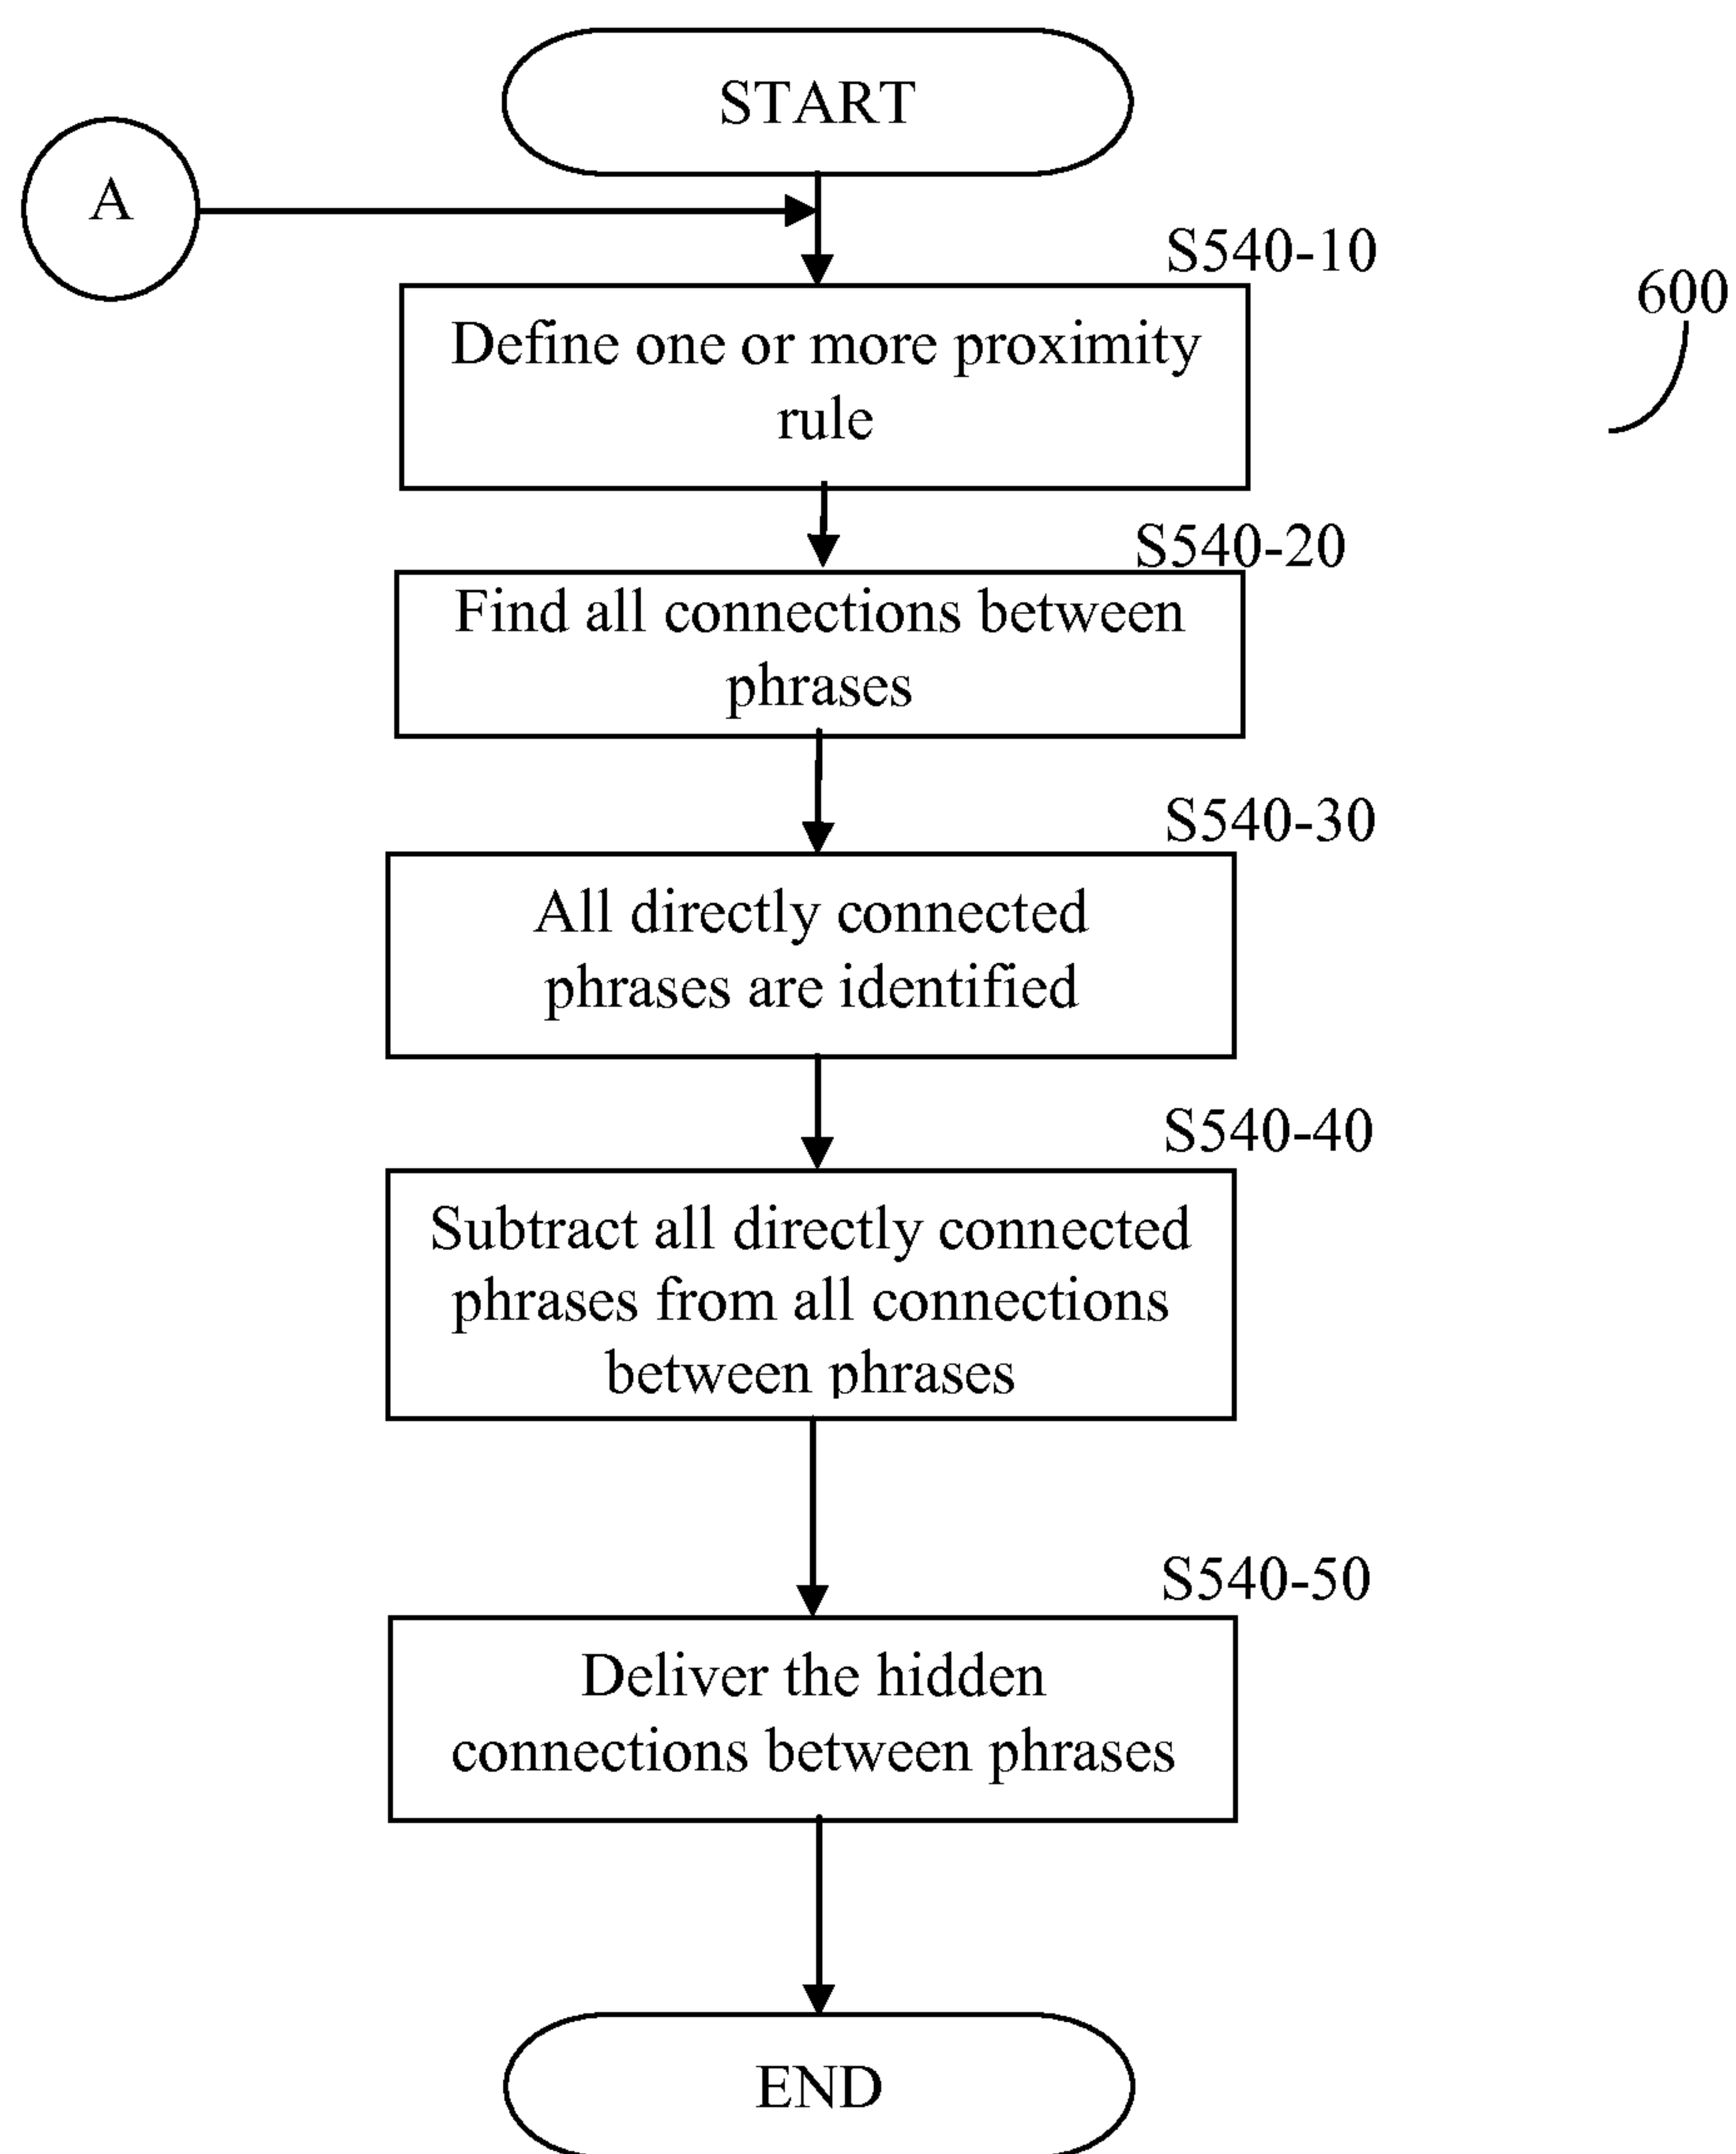 START
A
S540-10
600
Define one or more proximity
rule
S540-20
Find all connections between
phrases
S540-30
All directly connected
phrases are identified
S540-40
Subtract all directly connected
phrases from all connections
between phrases
S540-50
Deliver the hidden
connections between phrases
END